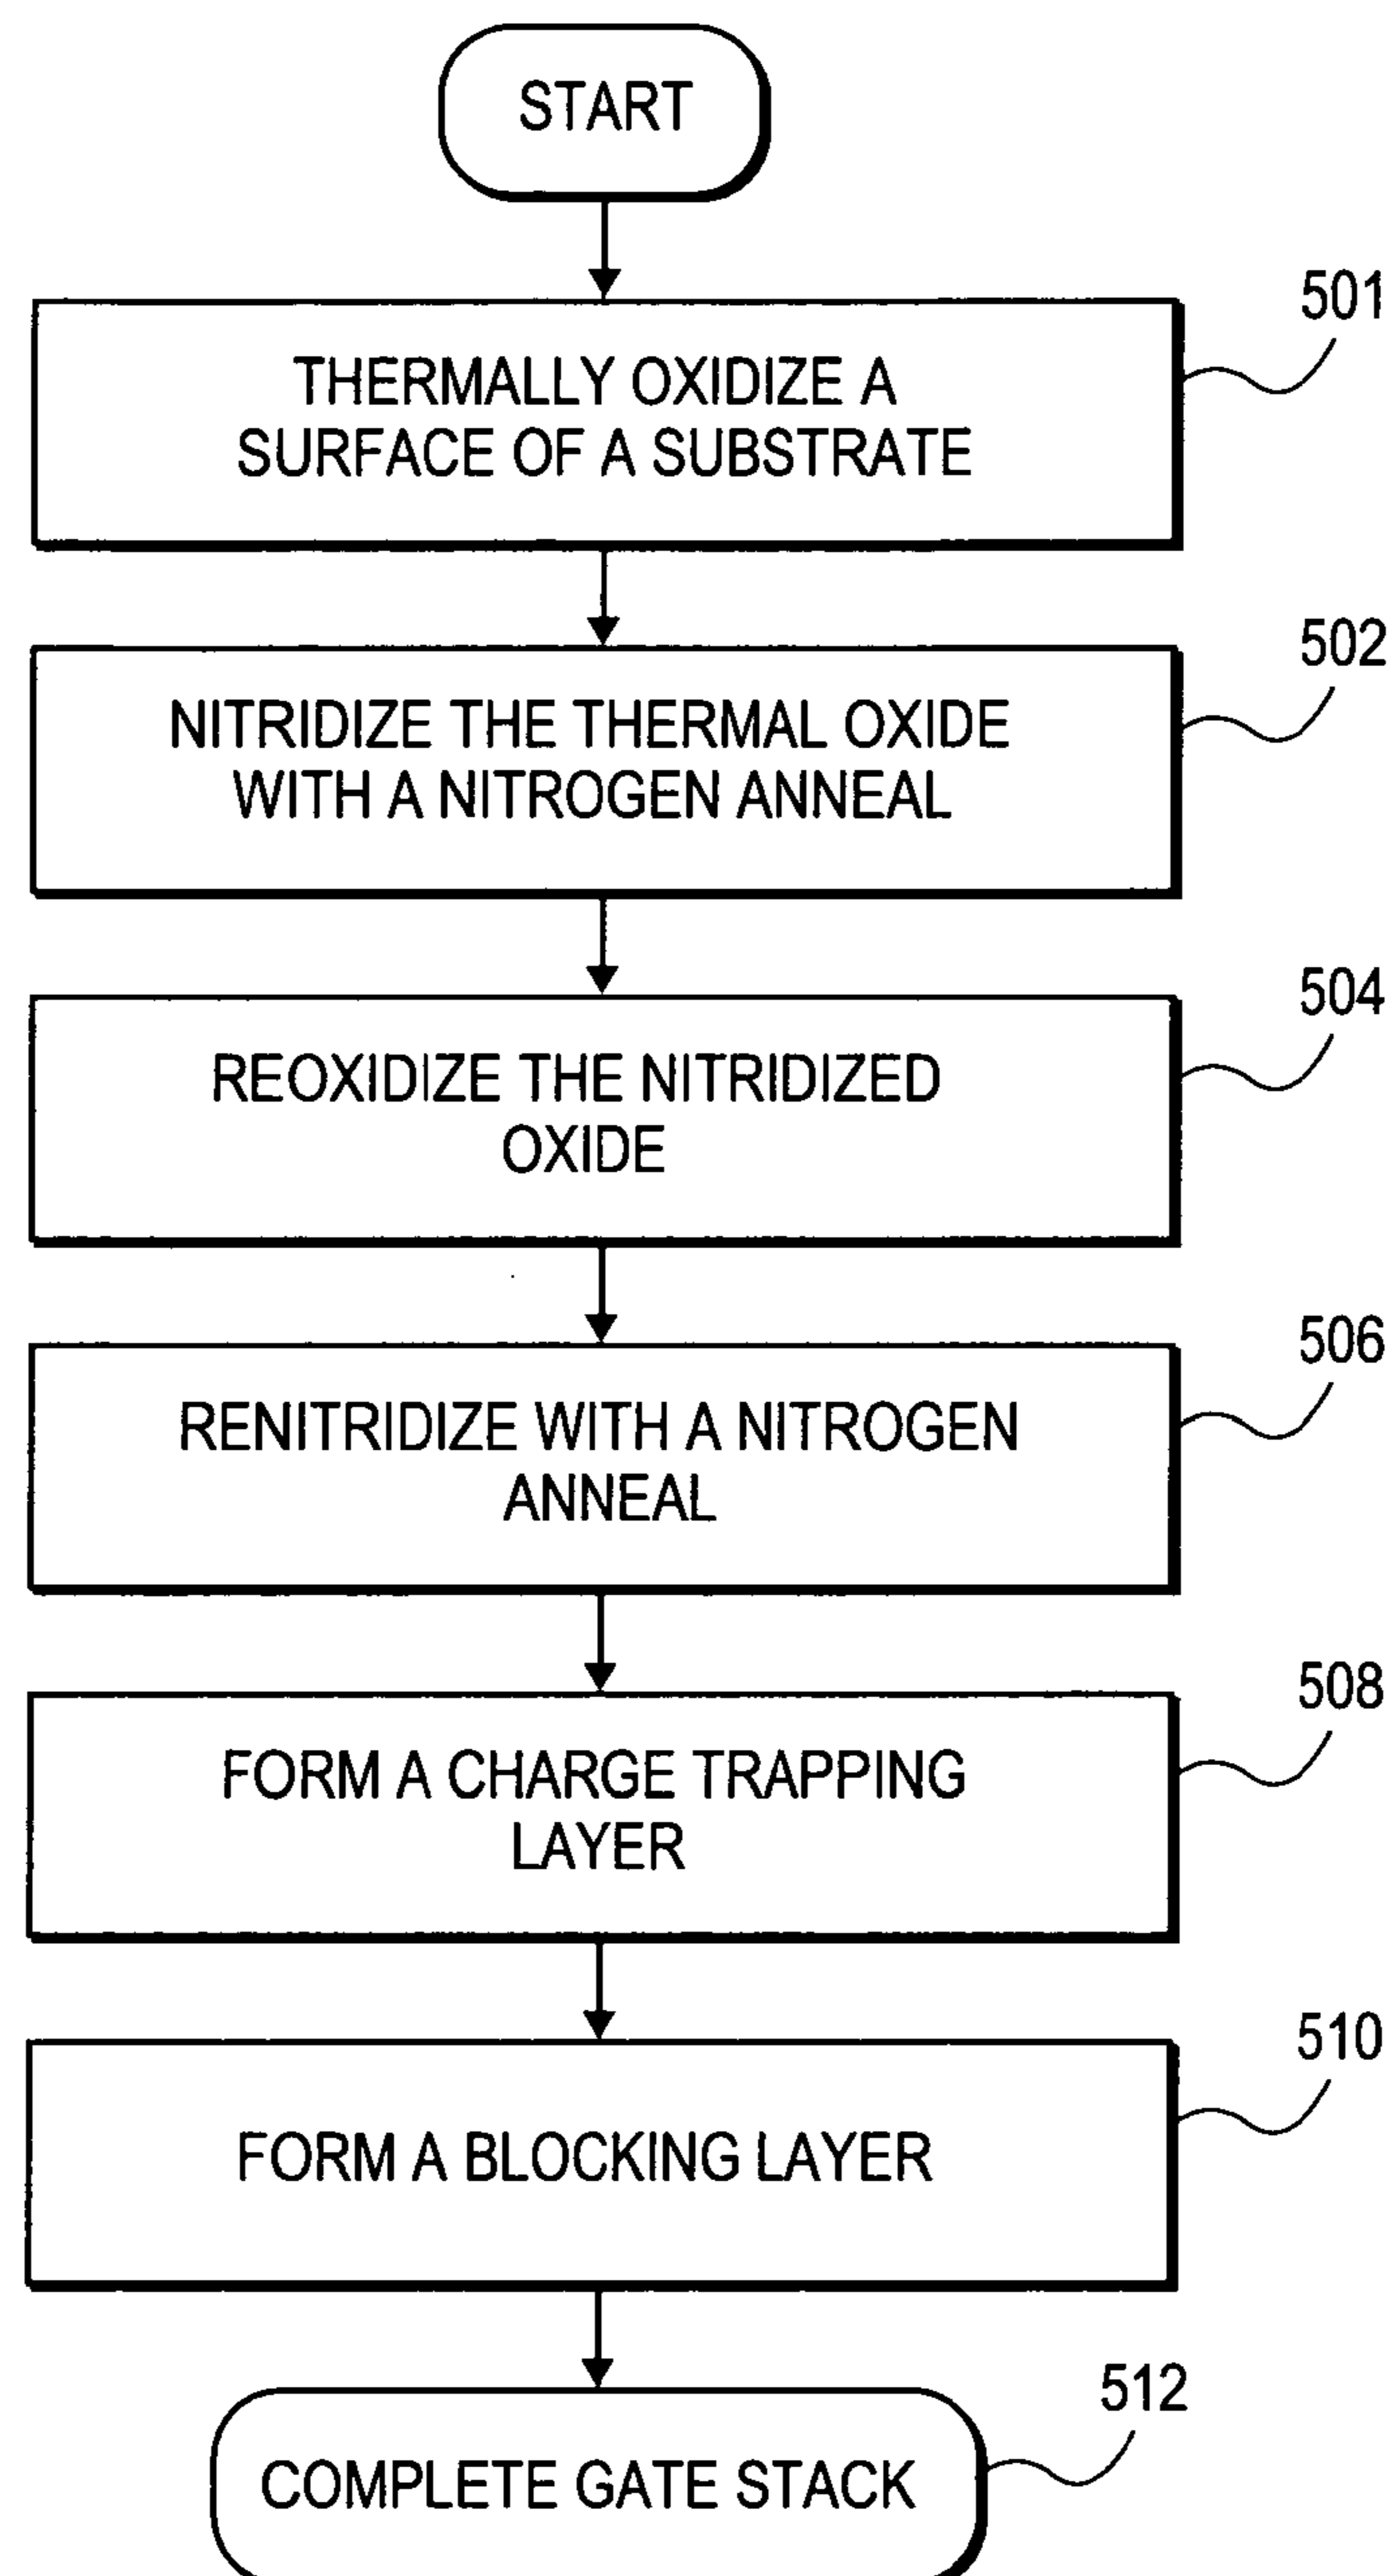 START
501
THERMALLY OXIDIZE A
SURFACE OF A SUBSTRATE
502
NITRIDIZE THE THERMAL OXIDE
WITH A NITROGEN ANNEAL
504
REOXIDIZE THE NITRIDIZED
OXIDE
506
RENITRIDIZE WITH A NITROGEN
ANNEAL
508
FORM A CHARGE TRAPPING
LAYER
510
FORM A BLOCKING LAYER
512
COMPLETE GATE STACK